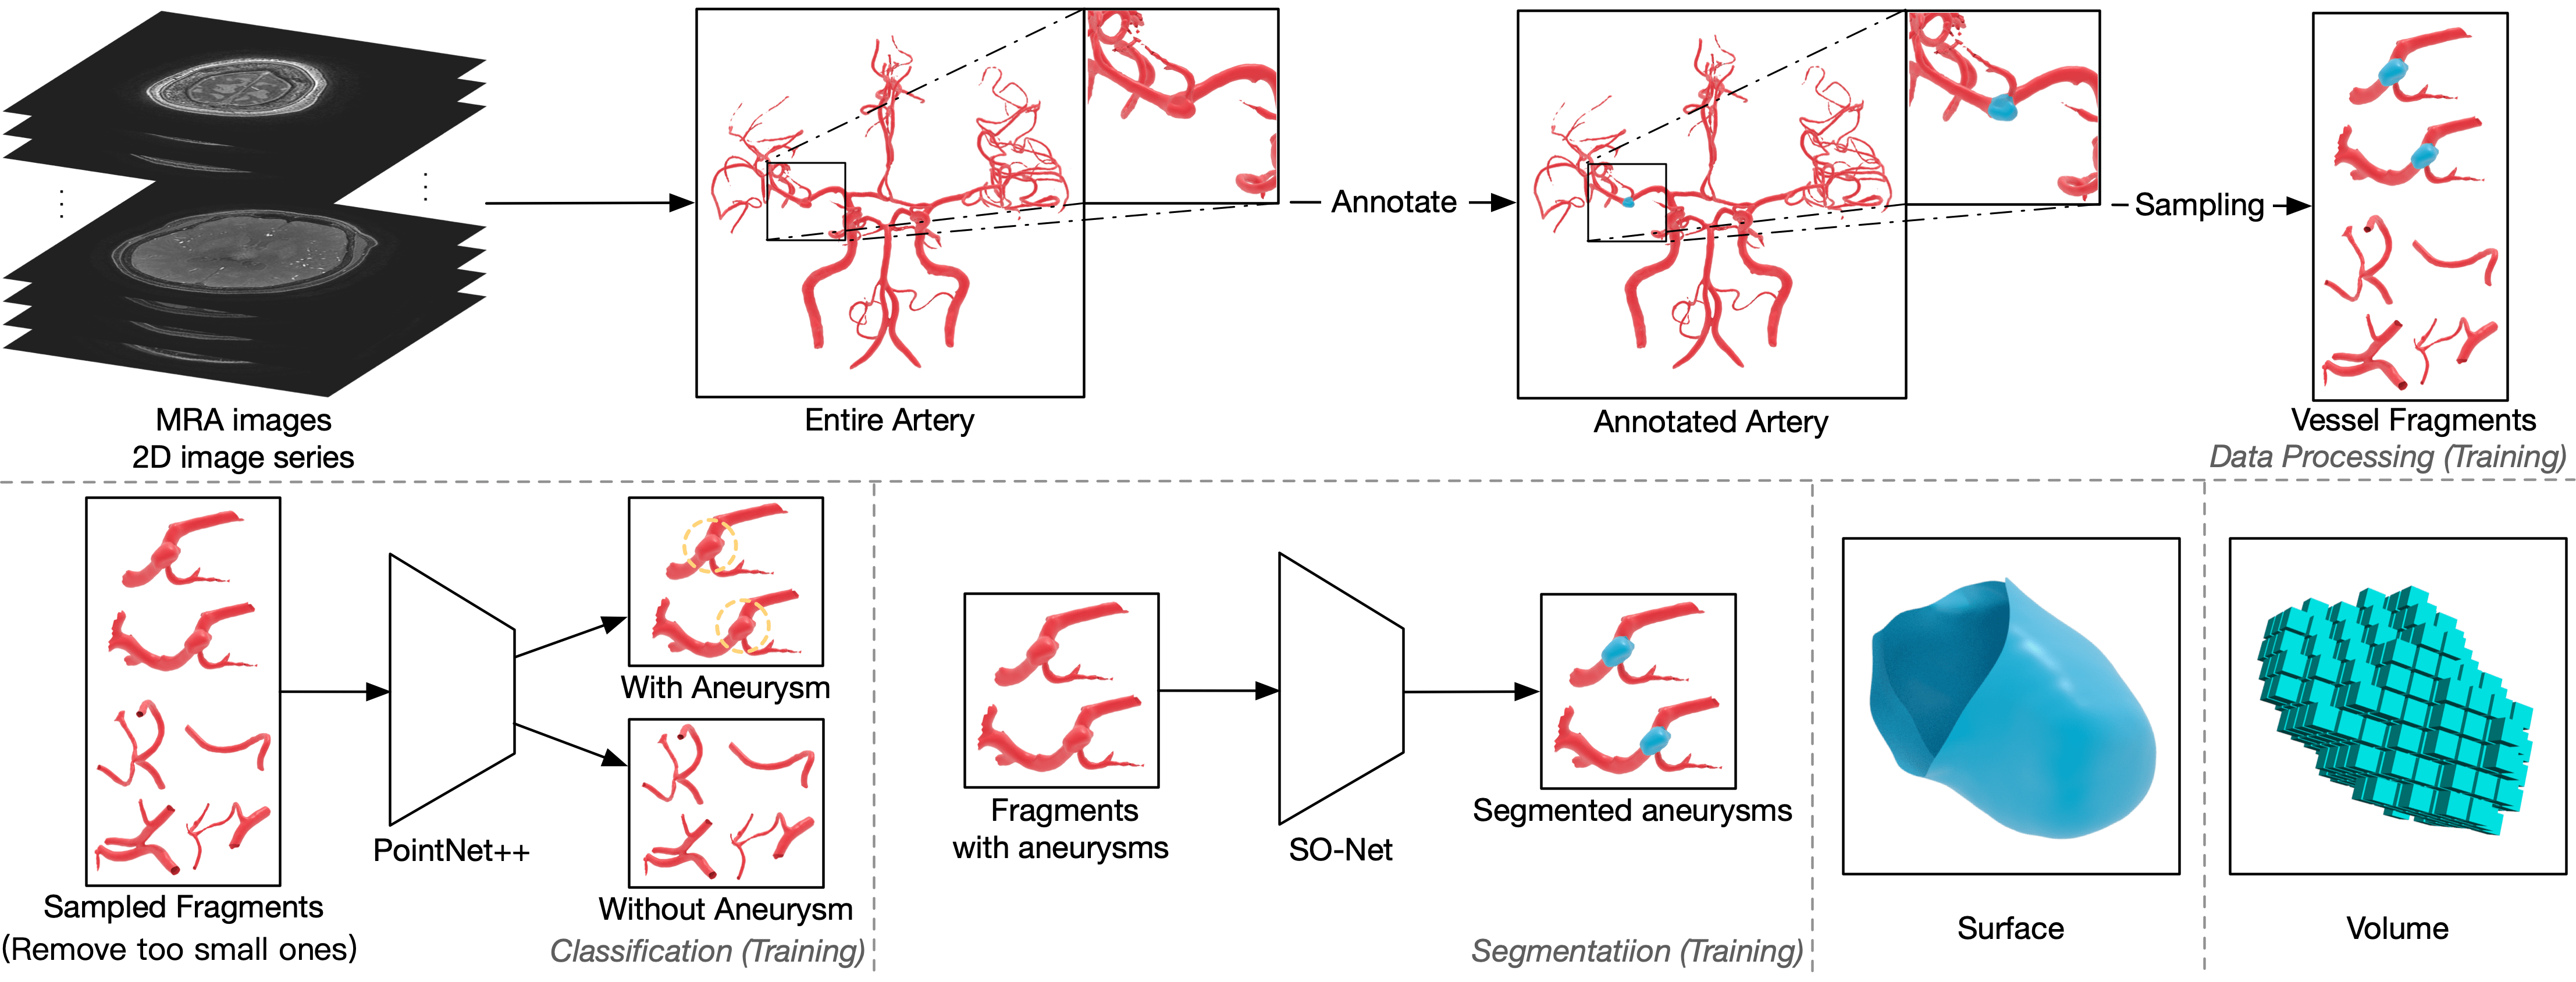 MRA images
2D image series
Entire Artery
Annotate
Annotated Artery
Sampling
Vessel Fragments
Data Processing (Training)
Sampled Fragments
(Remove too small ones)
PointNet++
With Aneurysm
Without Aneurysm
Classification (Training)
Fragments
with aneurysms
SO-Net
Segmented aneurysms
Segmentatiion (Training)
Surface
Volume